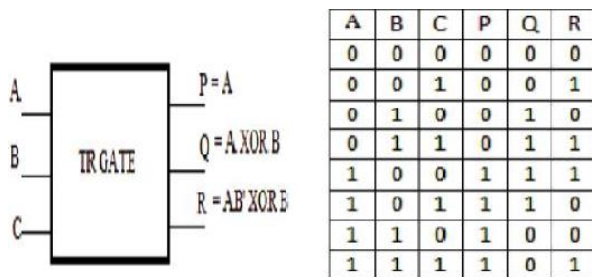 A
B
C
TR GATE
P = A
Q = A XOR B
R = AB' XOR B
A B C P Q R
0 0 0 0 0 0
0 0 1 0 0 1
0 1 0 0 1 0
0 1 1 0 1 1
1 0 0 1 1 1
1 0 1 1 1 0
1 1 0 1 0 0
1 1 1 1 0 1